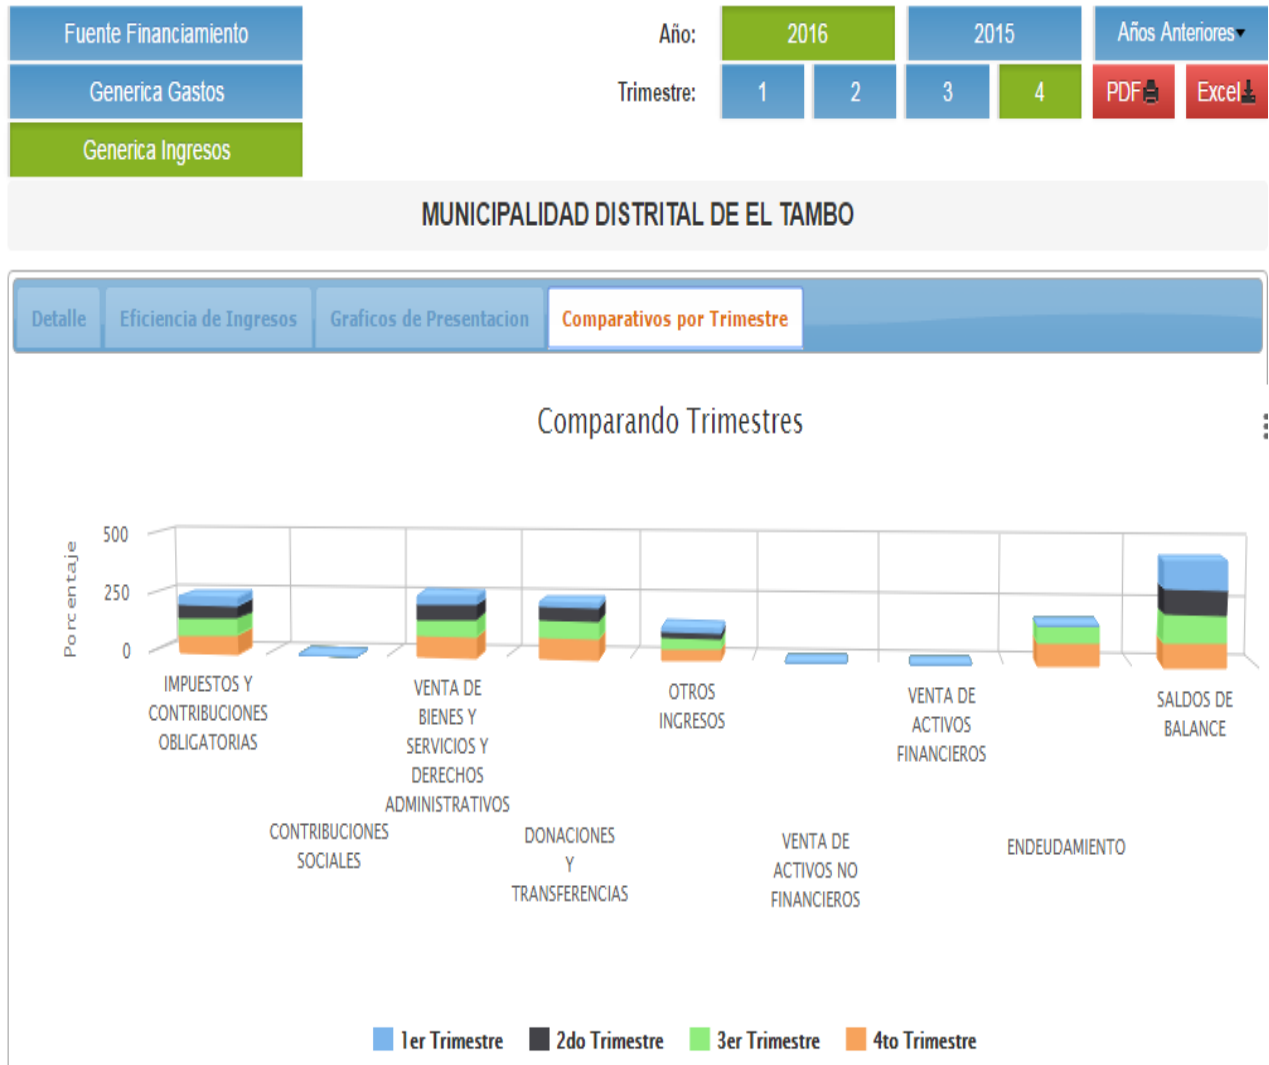 Fuente Financiamiento
Generica Gastos
Generica Ingresos
Año:
2016
2015
Años Anteriores
Trimestre:
1
2
3
4
PDF
Excel
MUNICIPALIDAD DISTRITAL DE EL TAMBO
Detalle
Eficiencia de Ingresos
Graficos de Presentacion
Comparativos por Trimestre
Comparando Trimestres
Porcentaje
500
250
0
IMPUESTOS Y
CONTRIBUCIONES
OBLIGATORIAS
CONTRIBUCIONES
SOCIALES
VENTA DE
BIENES Y
SERVICIOS Y
DERECHOS
ADMINISTRATIVOS
DONACIONES
Y
TRANSFERENCIAS
OTROS
INGRESOS
VENTA DE
ACTIVOS NO
FINANCIEROS
VENTA DE
ACTIVOS
FINANCIEROS
ENDEUDAMIENTO
SALDOS DE
BALANCE
1er Trimestre
2do Trimestre
3er Trimestre
4to Trimestre